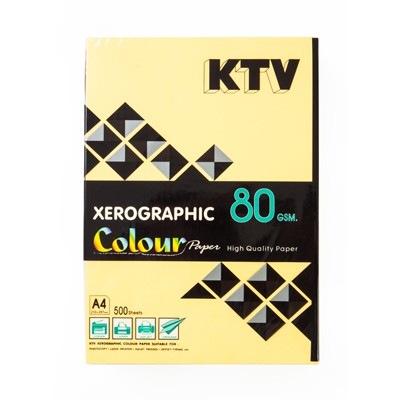 KTV
XEROGRAPHIC 80 GSM.
Colour Paper High Quality Paper
A4 500 Sheets
KTV XEROGRAPHIC COLOUR PAPER SUITABLE FOR